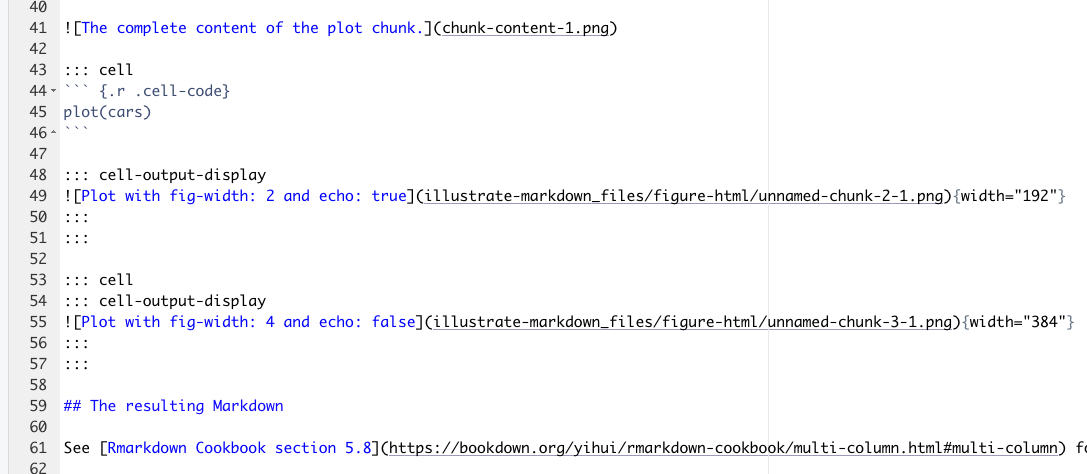 40
41 ![The complete content of the plot chunk.](chunk-content-1.png)
42
43 ::: cell
44 ``` {.r .cell-code}
45 plot(cars)
46 ```
47
48 ::: cell-output-display
49 ![Plot with fig-width: 2 and echo: true](illustrate-markdown_files/figure-html/unnamed-chunk-2-1.png){width="192"}
50 :::
51 :::
52
53 ::: cell
54 ::: cell-output-display
55 ![Plot with fig-width: 4 and echo: false](illustrate-markdown_files/figure-html/unnamed-chunk-3-1.png){width="384"}
56 :::
57 :::
58
59 ## The resulting Markdown
60
61 See [Rmarkdown Cookbook section 5.8](https://bookdown.org/yihui/rmarkdown-cookbook/multi-column.html#multi-column)
62